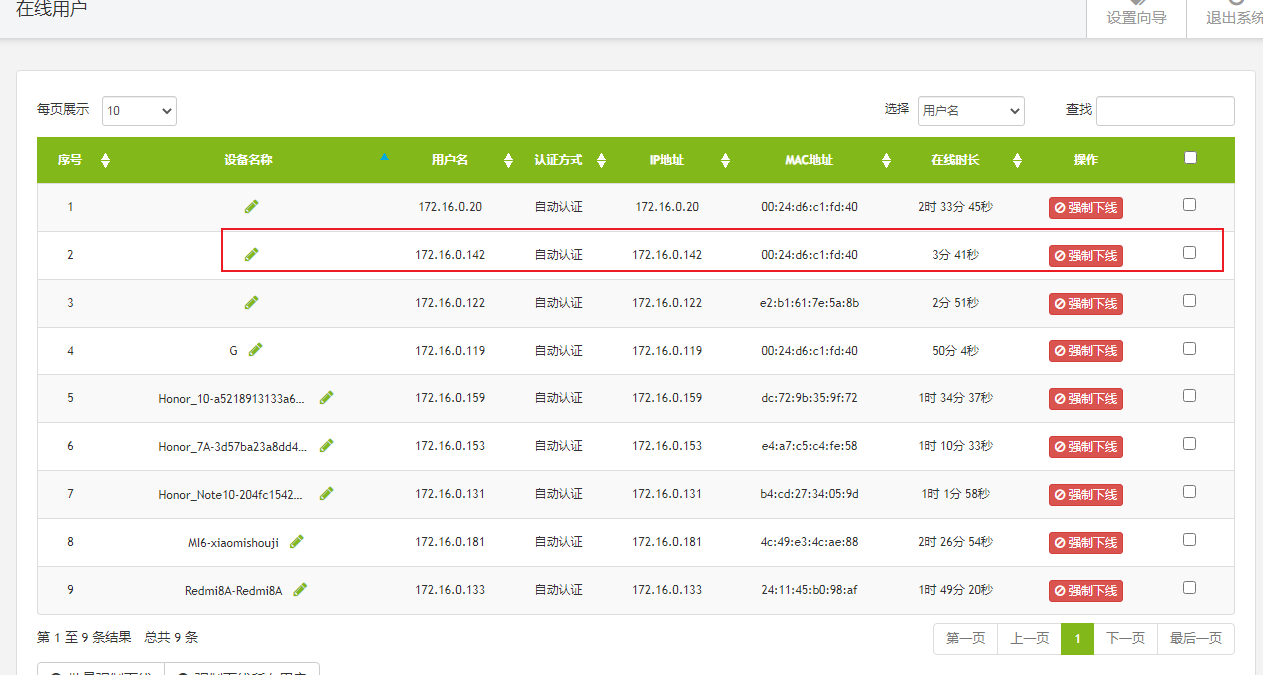 在线用户
设置向导 退出系统
每页展示 10 选择 用户名 查找
序号 设备名称 用户名 认证方式 IP地址 MAC地址 在线时长 操作
1 172.16.0.20 自动认证 172.16.0.20 00:24:d6:c1:fd:40 2时 33分 45秒 强制下线
2 172.16.0.142 自动认证 172.16.0.142 00:24:d6:c1:fd:40 3分 41秒 强制下线
3 172.16.0.122 自动认证 172.16.0.122 e2:b1:61:7e:5a:8b 2分 51秒 强制下线
4 G 172.16.0.119 自动认证 172.16.0.119 00:24:d6:c1:fd:40 50分 4秒 强制下线
5 Honor_10-a5218913133a6... 172.16.0.159 自动认证 172.16.0.159 dc:72:9b:35:9f:72 1时 34分 37秒 强制下线
6 Honor_7A-3d57ba23a8dd4... 172.16.0.153 自动认证 172.16.0.153 e4:a7:c5:c4:fe:58 1时 10分 33秒 强制下线
7 Honor_Note10-204fc1542... 172.16.0.131 自动认证 172.16.0.131 b4:cd:27:34:05:9d 1时 1分 58秒 强制下线
8 MI6-xiaomishouji 172.16.0.181 自动认证 172.16.0.181 4c:49:e3:4c:ae:88 2时 26分 54秒 强制下线
9 Redmi8A-Redmi8A 172.16.0.133 自动认证 172.16.0.133 24:11:45:b0:98:af 1时 49分 20秒 强制下线
第 1 至 9 条结果 总共 9 条
第一页 上一页 1 下一页 最后一页